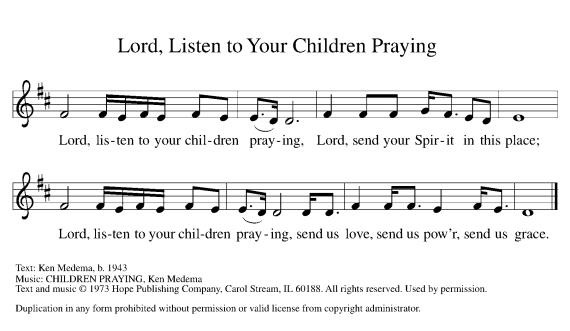 Lord, Listen to Your Children Praying
Lord, lis-ten to your chil-dren pray-ing, Lord, send your Spir-it in this place;
Lord, lis-ten to your chil-dren pray-ing, send us love, send us pow'r, send us grace.
Text: Ken Medema, b. 1943
Music: CHILDREN PRAYING, Ken Medema
Text and music © 1973 Hope Publishing Company, Carol Stream, IL 60188. All rights reserved. Used by permission.
Duplication in any form prohibited without permission or valid license from copyright administrator.